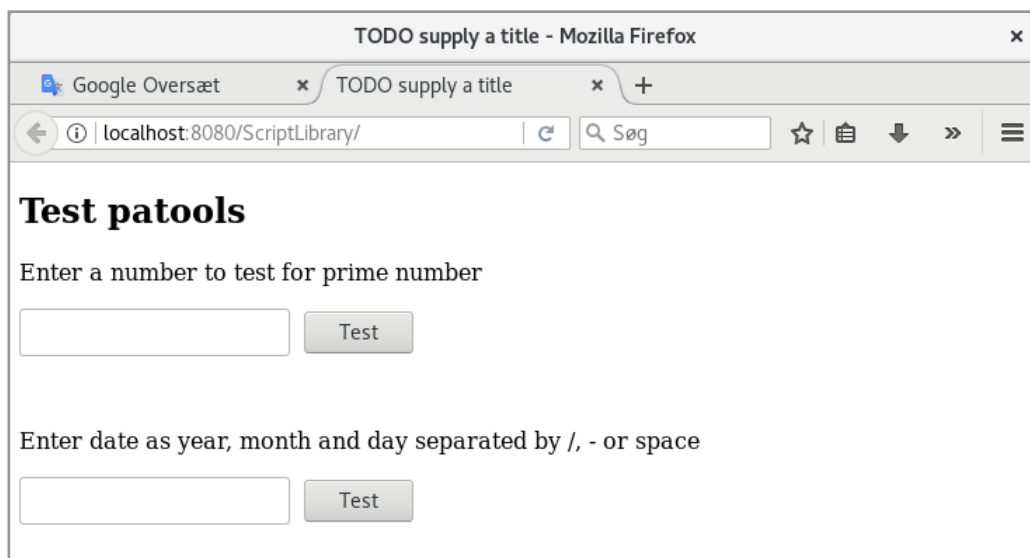 TODO supply a title - Mozilla Firefox
Google Oversæt TODO supply a title
localhost:8080/ScriptLibrary/ Søg
Test patools
Enter a number to test for prime number
Test
Enter date as year, month and day separated by /, - or space
Test